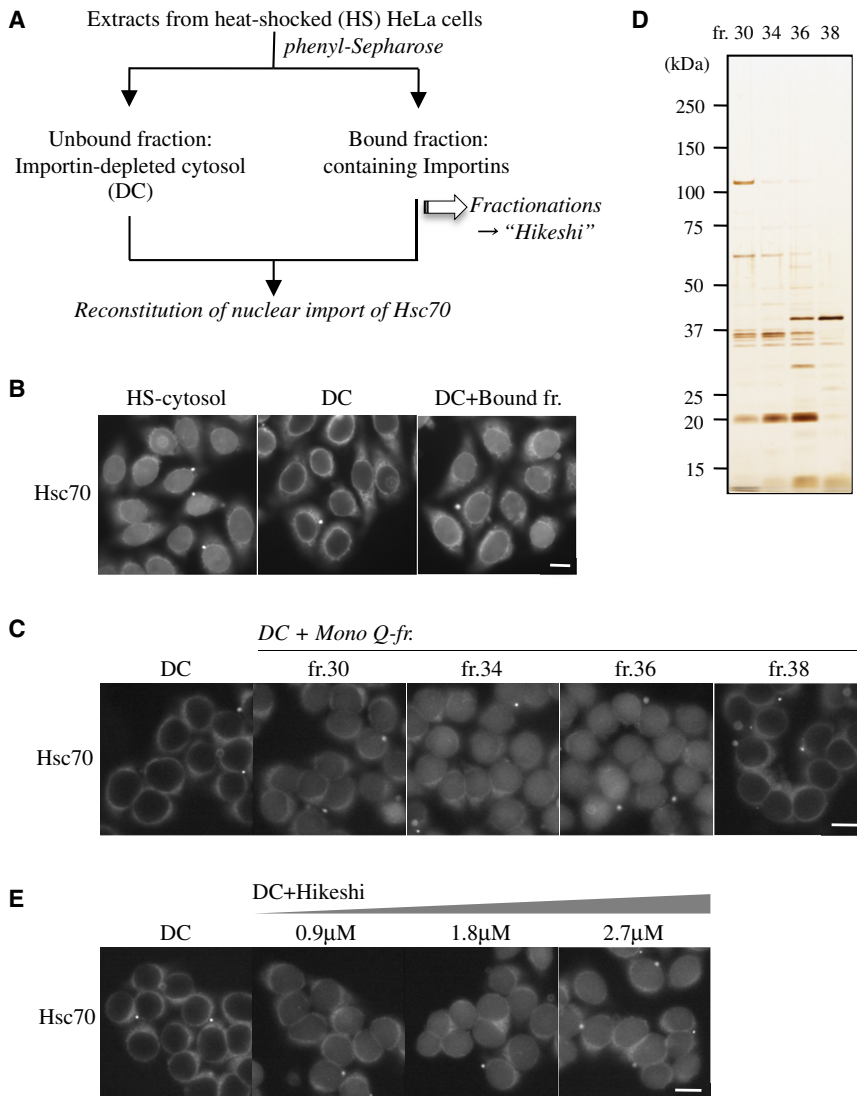 A
Extracts from heat-shocked (HS) HeLa cells
phenyl-Sepharose
Unbound fraction:
Importin-depleted cytosol
(DC)
Bound fraction:
containing Importins
Fractionations
→ “Hikeshi”
Reconstitution of nuclear import of Hsc70
B
HS-cytosol DC DC+Bound fr.
Hsc70
C
DC + Mono Q-fr.
DC fr.30 fr.34 fr.36 fr.38
Hsc70
D
fr. 30 34 36 38
(kDa)
250
150
100
75
50
37
25
20
15
E
DC+Hikeshi
DC 0.9μM 1.8μM 2.7μM
Hsc70